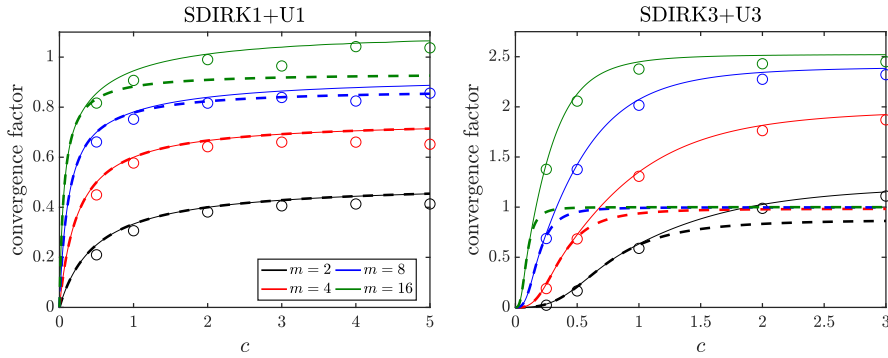 SDIRK1+U1
convergence factor
1
0.8
0.6
0.4
0.2
0
0 1 2 3 4 5
c
m = 2 m = 8
m = 4 m = 16
SDIRK3+U3
convergence factor
2.5
2
1.5
1
0.5
0
0 0.5 1 1.5 2 2.5 3
c